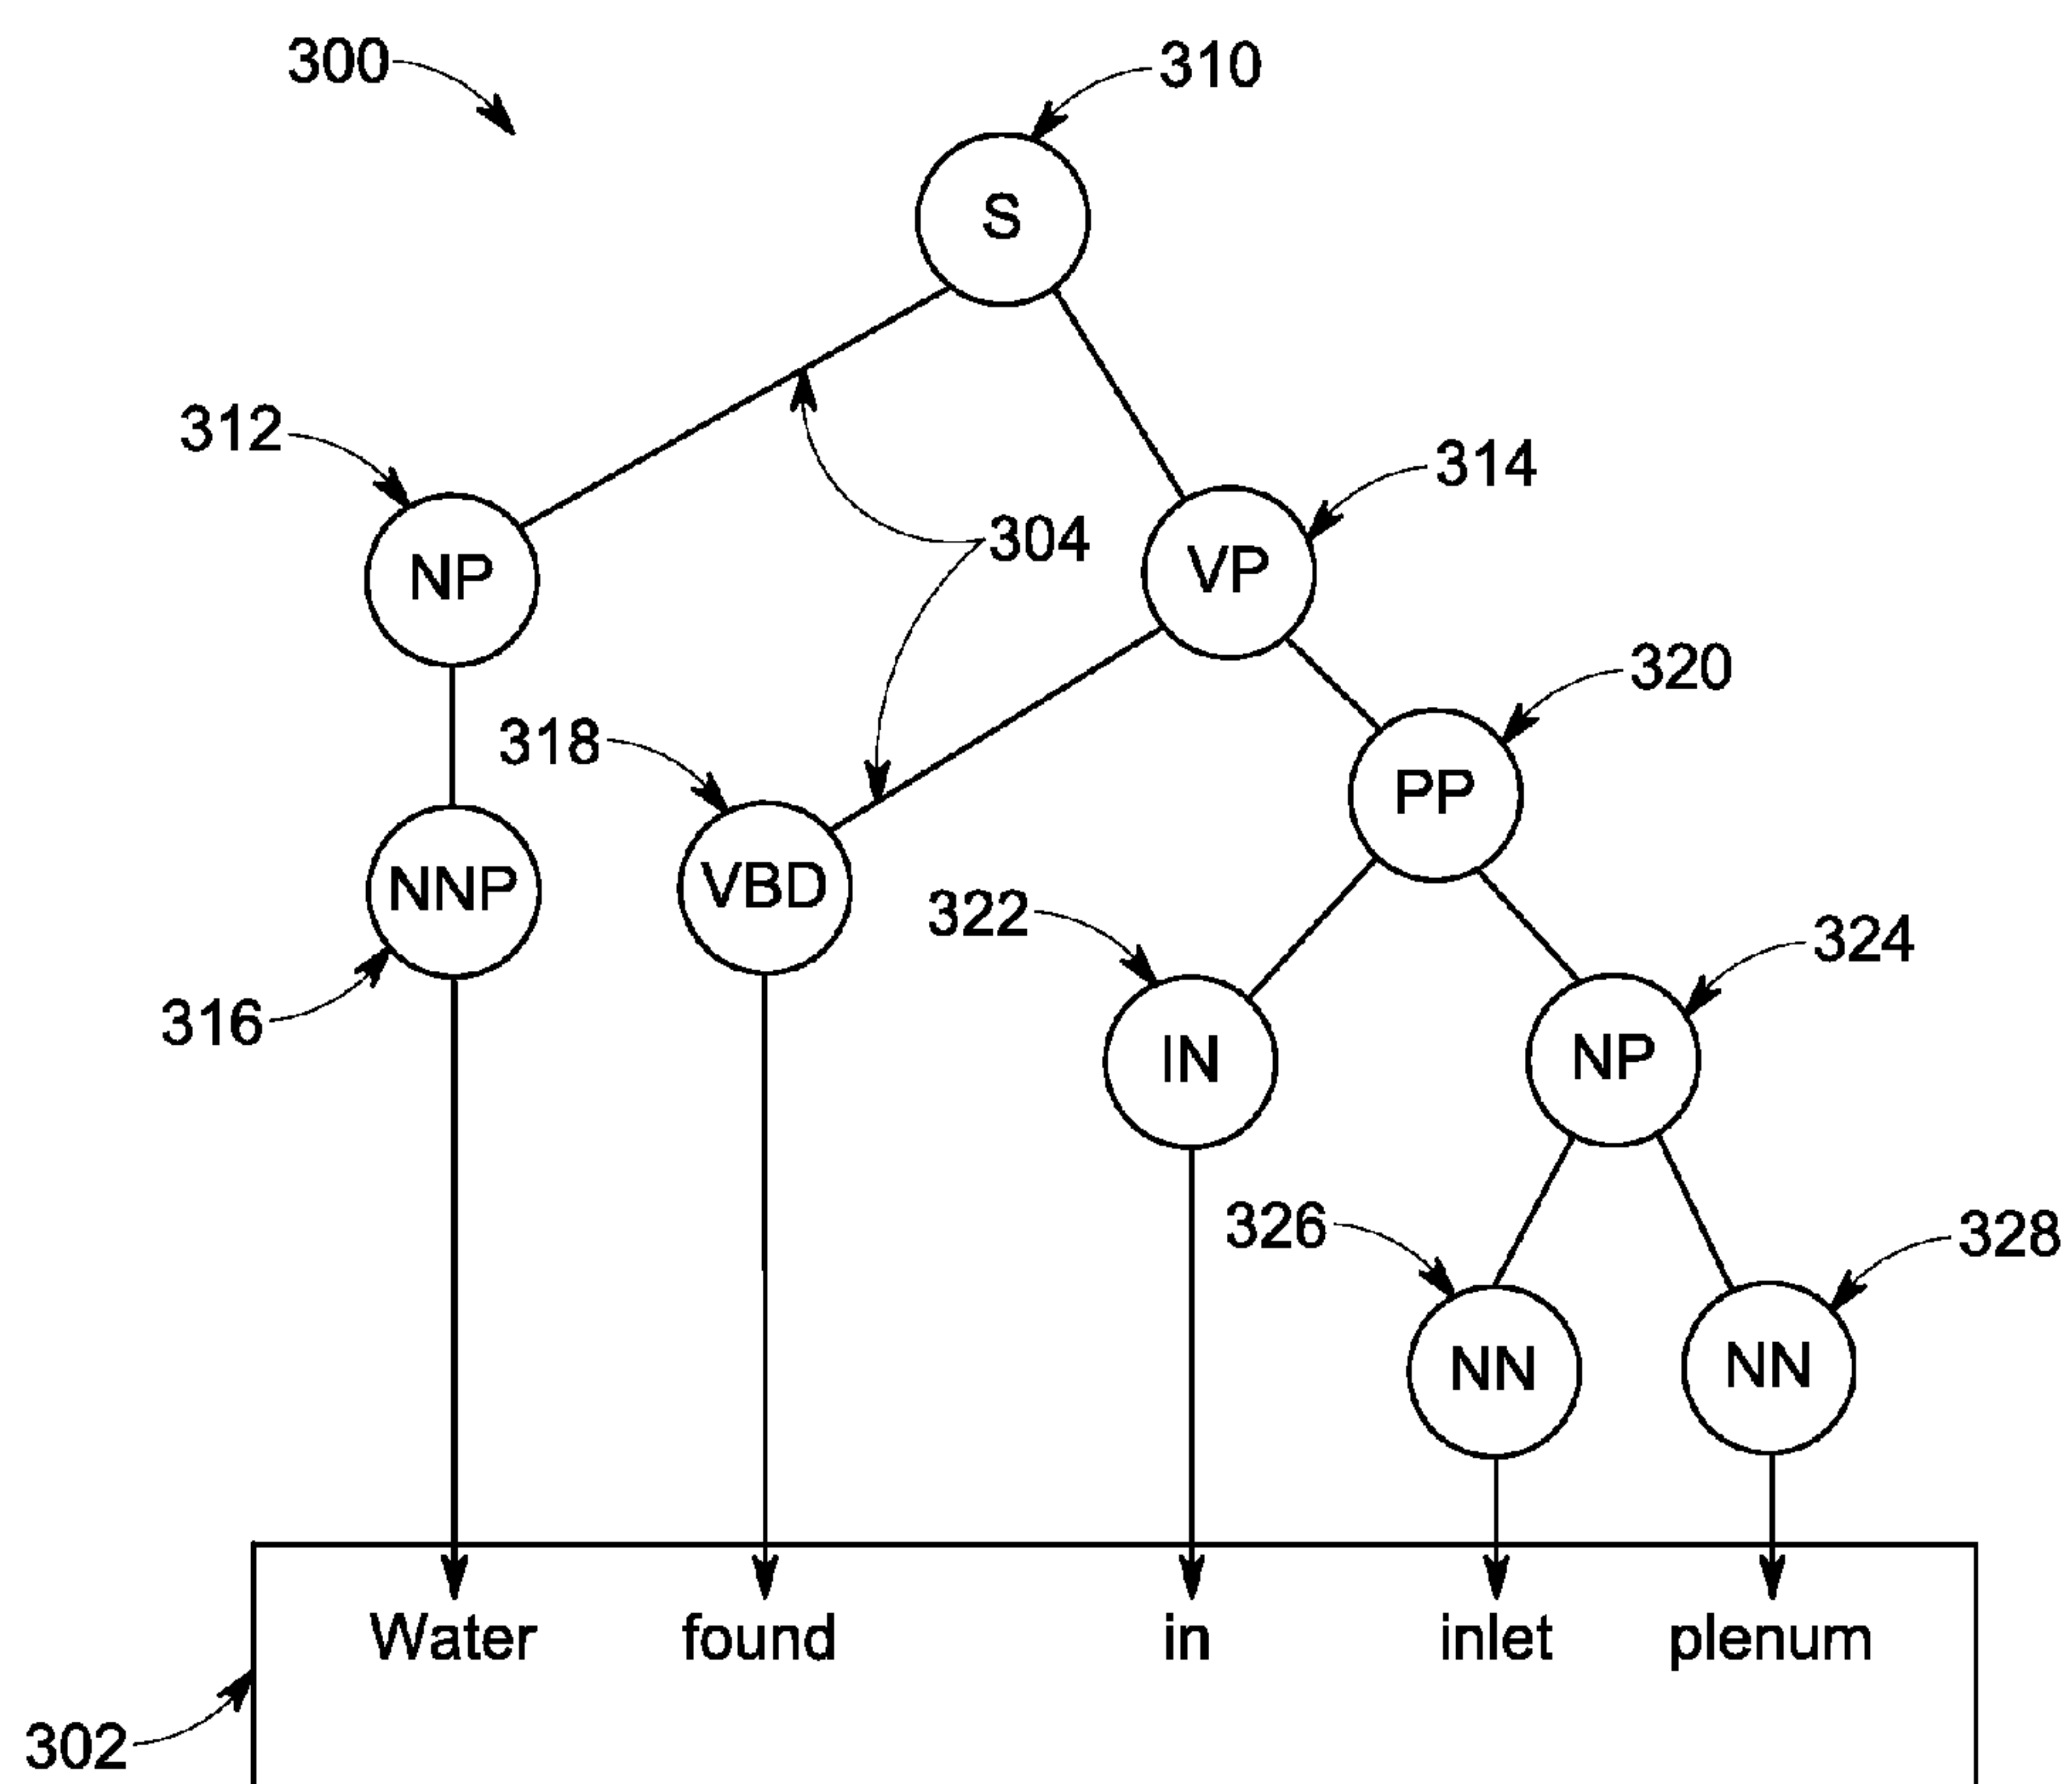 300
310
S
312
314
304
NP
VP
320
318
PP
NNP
VBD
322
324
316
IN
NP
326
328
NN
NN
Water found in inlet plenum
302